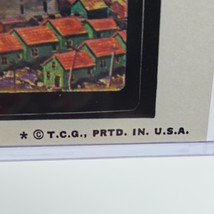 * © T.C.G., PRTD. IN. U.S.A.